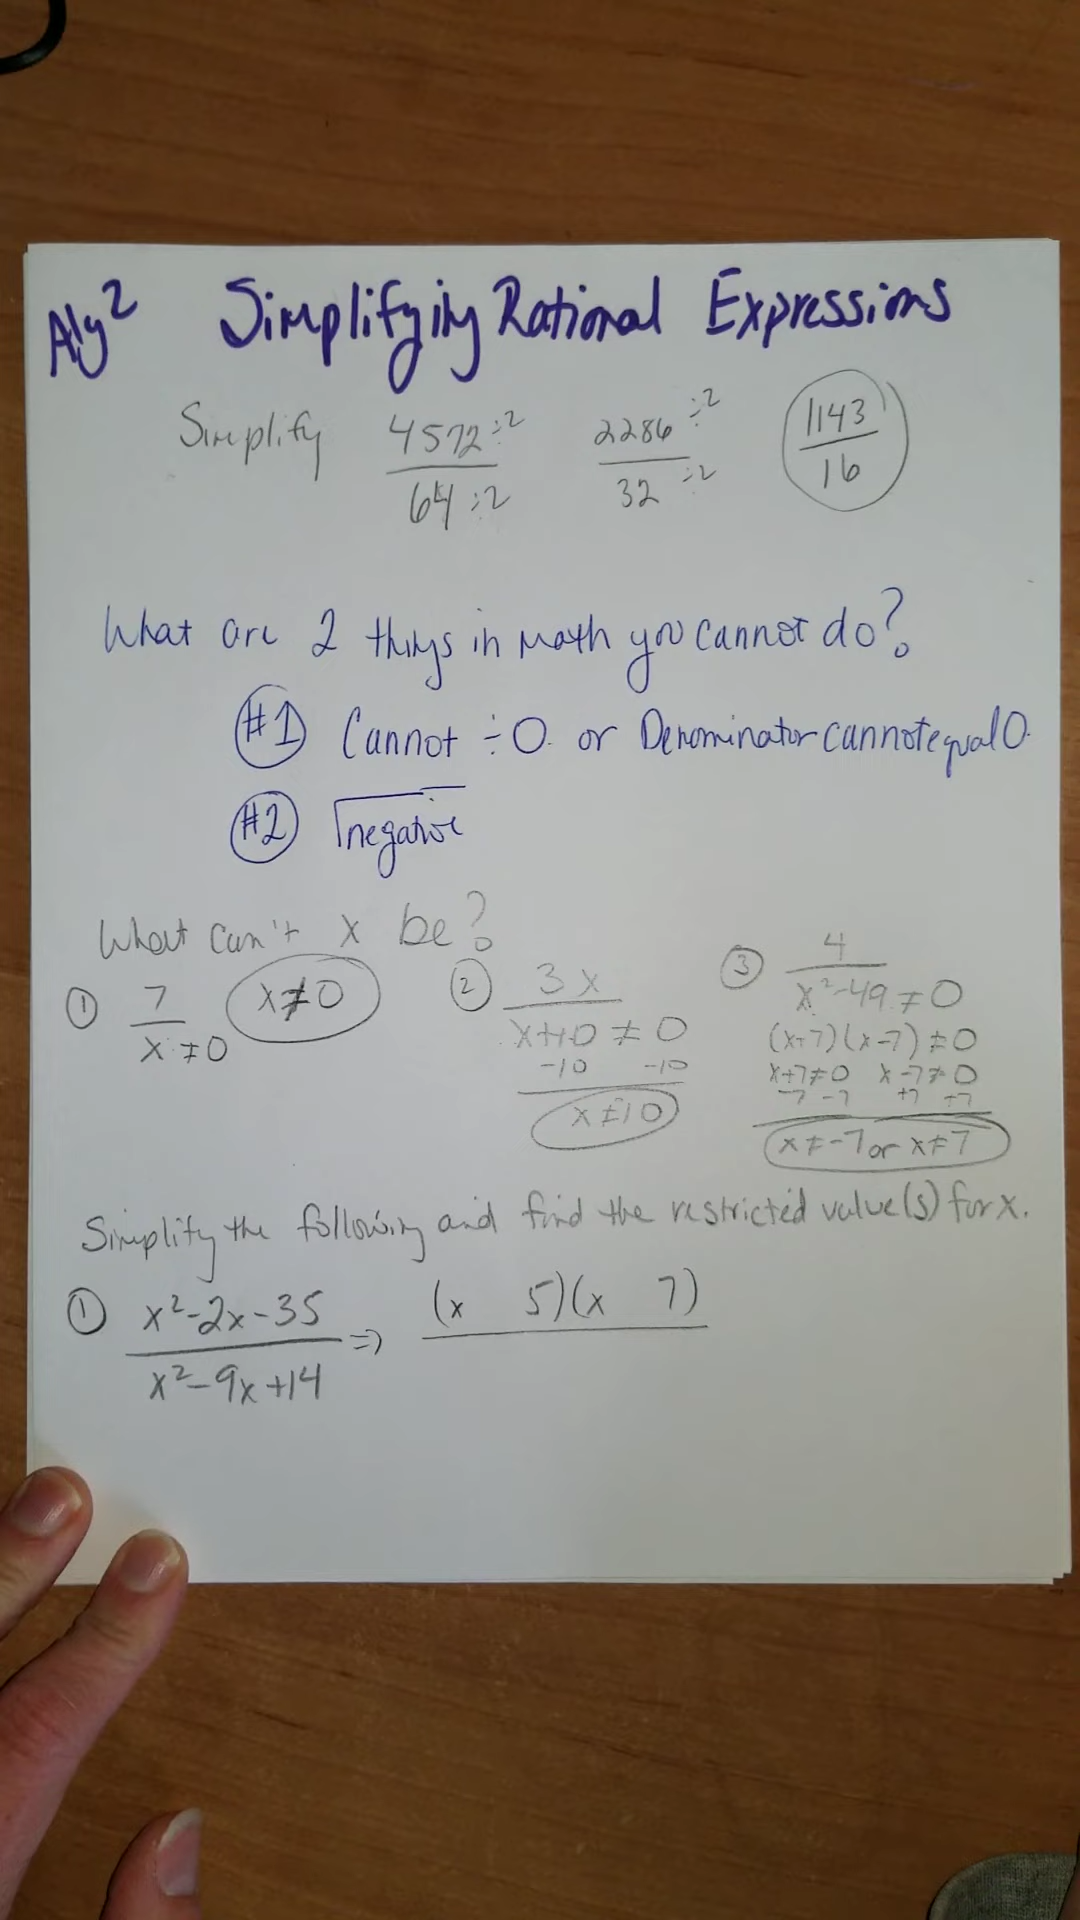 Alg 2 Simplifying Rational Expressions
Simplify 4572÷2/64÷2 2286÷2/32÷2 1143/16
What are 2 things in math you cannot do?
#1 Cannot ÷0. or Denominator cannot equal 0.
#2 √negative
What can't x be?
① 7/x≠0 x≠0 ② 3x/x+10≠0 ③ 4/x²-49≠0
-10 -10 (x+7)(x-7)≠0
x+7≠0 x-7≠0
-7 -7 +7 +7
x≠10 x≠-7 or x≠7
Simplify the following and find the restricted value(s) for x.
① x²-2x-35/x²-9x+14 => (x 5)(x 7)